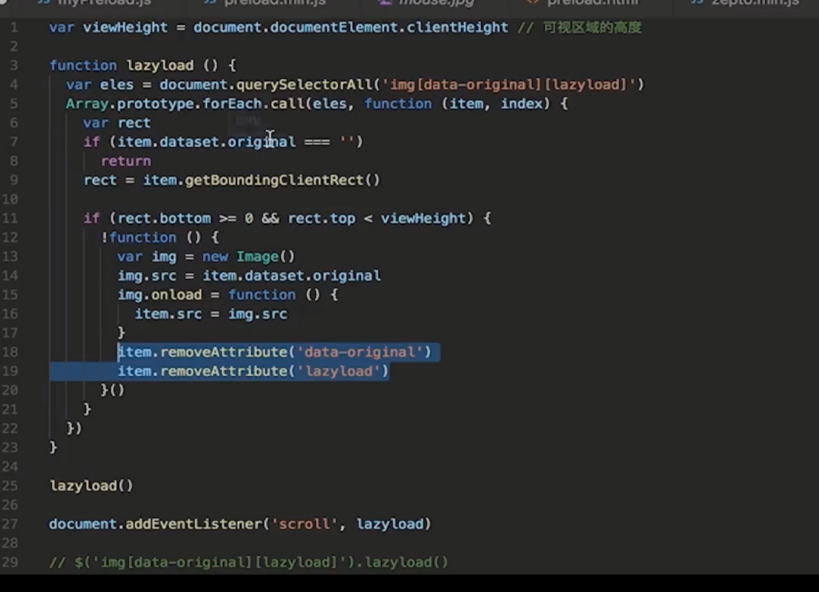 myPreload.js preload.min.js mouse.jpg preload.html zepto.min.js
1 var viewHeight = document.documentElement.clientHeight // 可视区域的高度
2
3 function lazyload () {
4 var eles = document.querySelectorAll('img[data-original][lazyload]')
5 Array.prototype.forEach.call(eles, function (item, index) {
6 var rect
7 if (item.dataset.original === '')
8 return
9 rect = item.getBoundingClientRect()
10
11 if (rect.bottom >= 0 && rect.top < viewHeight) {
12 !function () {
13 var img = new Image()
14 img.src = item.dataset.original
15 img.onload = function () {
16 item.src = img.src
17 }
18 item.removeAttribute('data-original')
19 item.removeAttribute('lazyload')
20 }()
21 }
22 })
23 }
24
25 lazyload()
26
27 document.addEventListener('scroll', lazyload)
28
29 // $('img[data-original][lazyload]').lazyload()